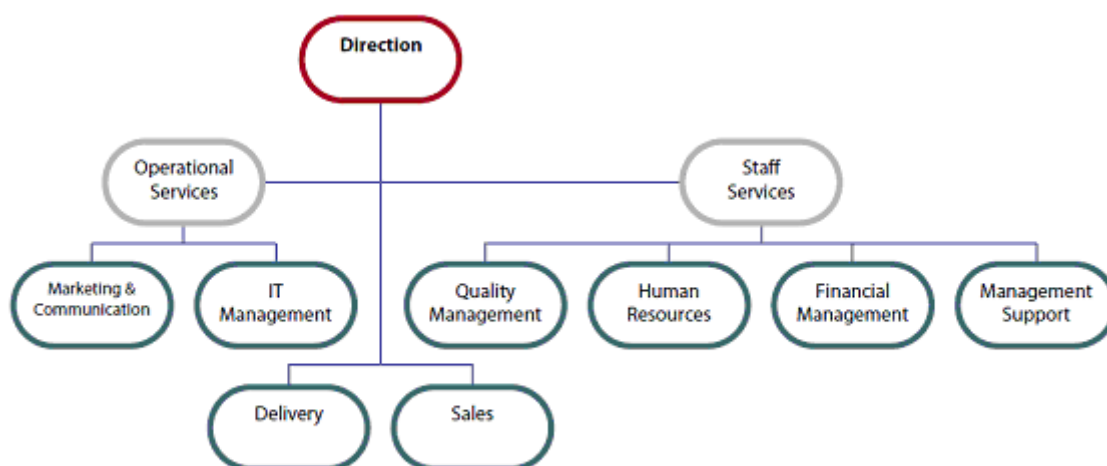 Direction
Operational
Services
Staff
Services
Marketing &
Communication
IT
Management
Quality
Management
Human
Resources
Financial
Management
Management
Support
Delivery
Sales